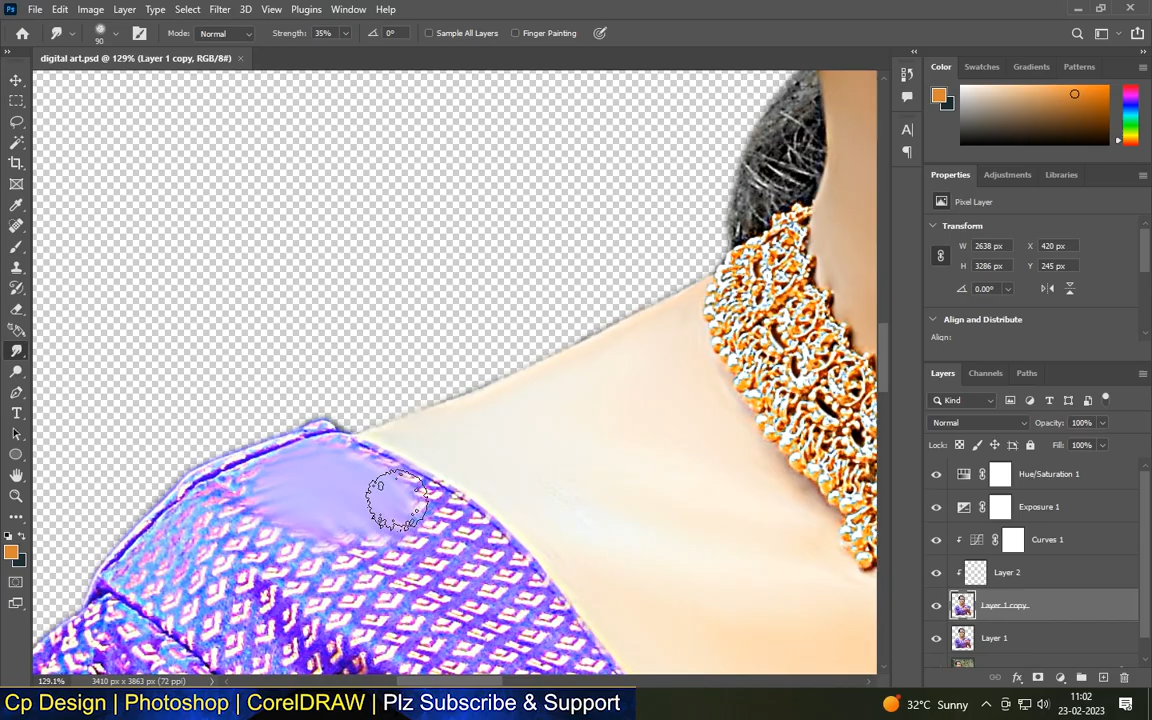 Ps File Edit Image Layer Type Select Filter 3D View Plugins Window Help
90 Mode: Normal Strength: 35% 0° Sample All Layers Finger Painting
digital art.psd @ 129% (Layer 1 copy, RGB/8#) ×
Color Swatches Gradients Patterns
Properties Adjustments Libraries
Pixel Layer
Transform
W 2638 px X 420 px
H 3286 px Y 245 px
0.00°
Align and Distribute
Align:
Layers Channels Paths
Kind
Normal Opacity: 100%
Lock: Fill: 100%
Hue/Saturation 1
Exposure 1
Curves 1
Layer 2
Layer 1 copy
Layer 1
129.1% 3410 px x 3863 px (72 ppi)
Cp Design | Photoshop | CorelDRAW | Plz Subscribe & Support
32°C Sunny
11:02
23-02-2023